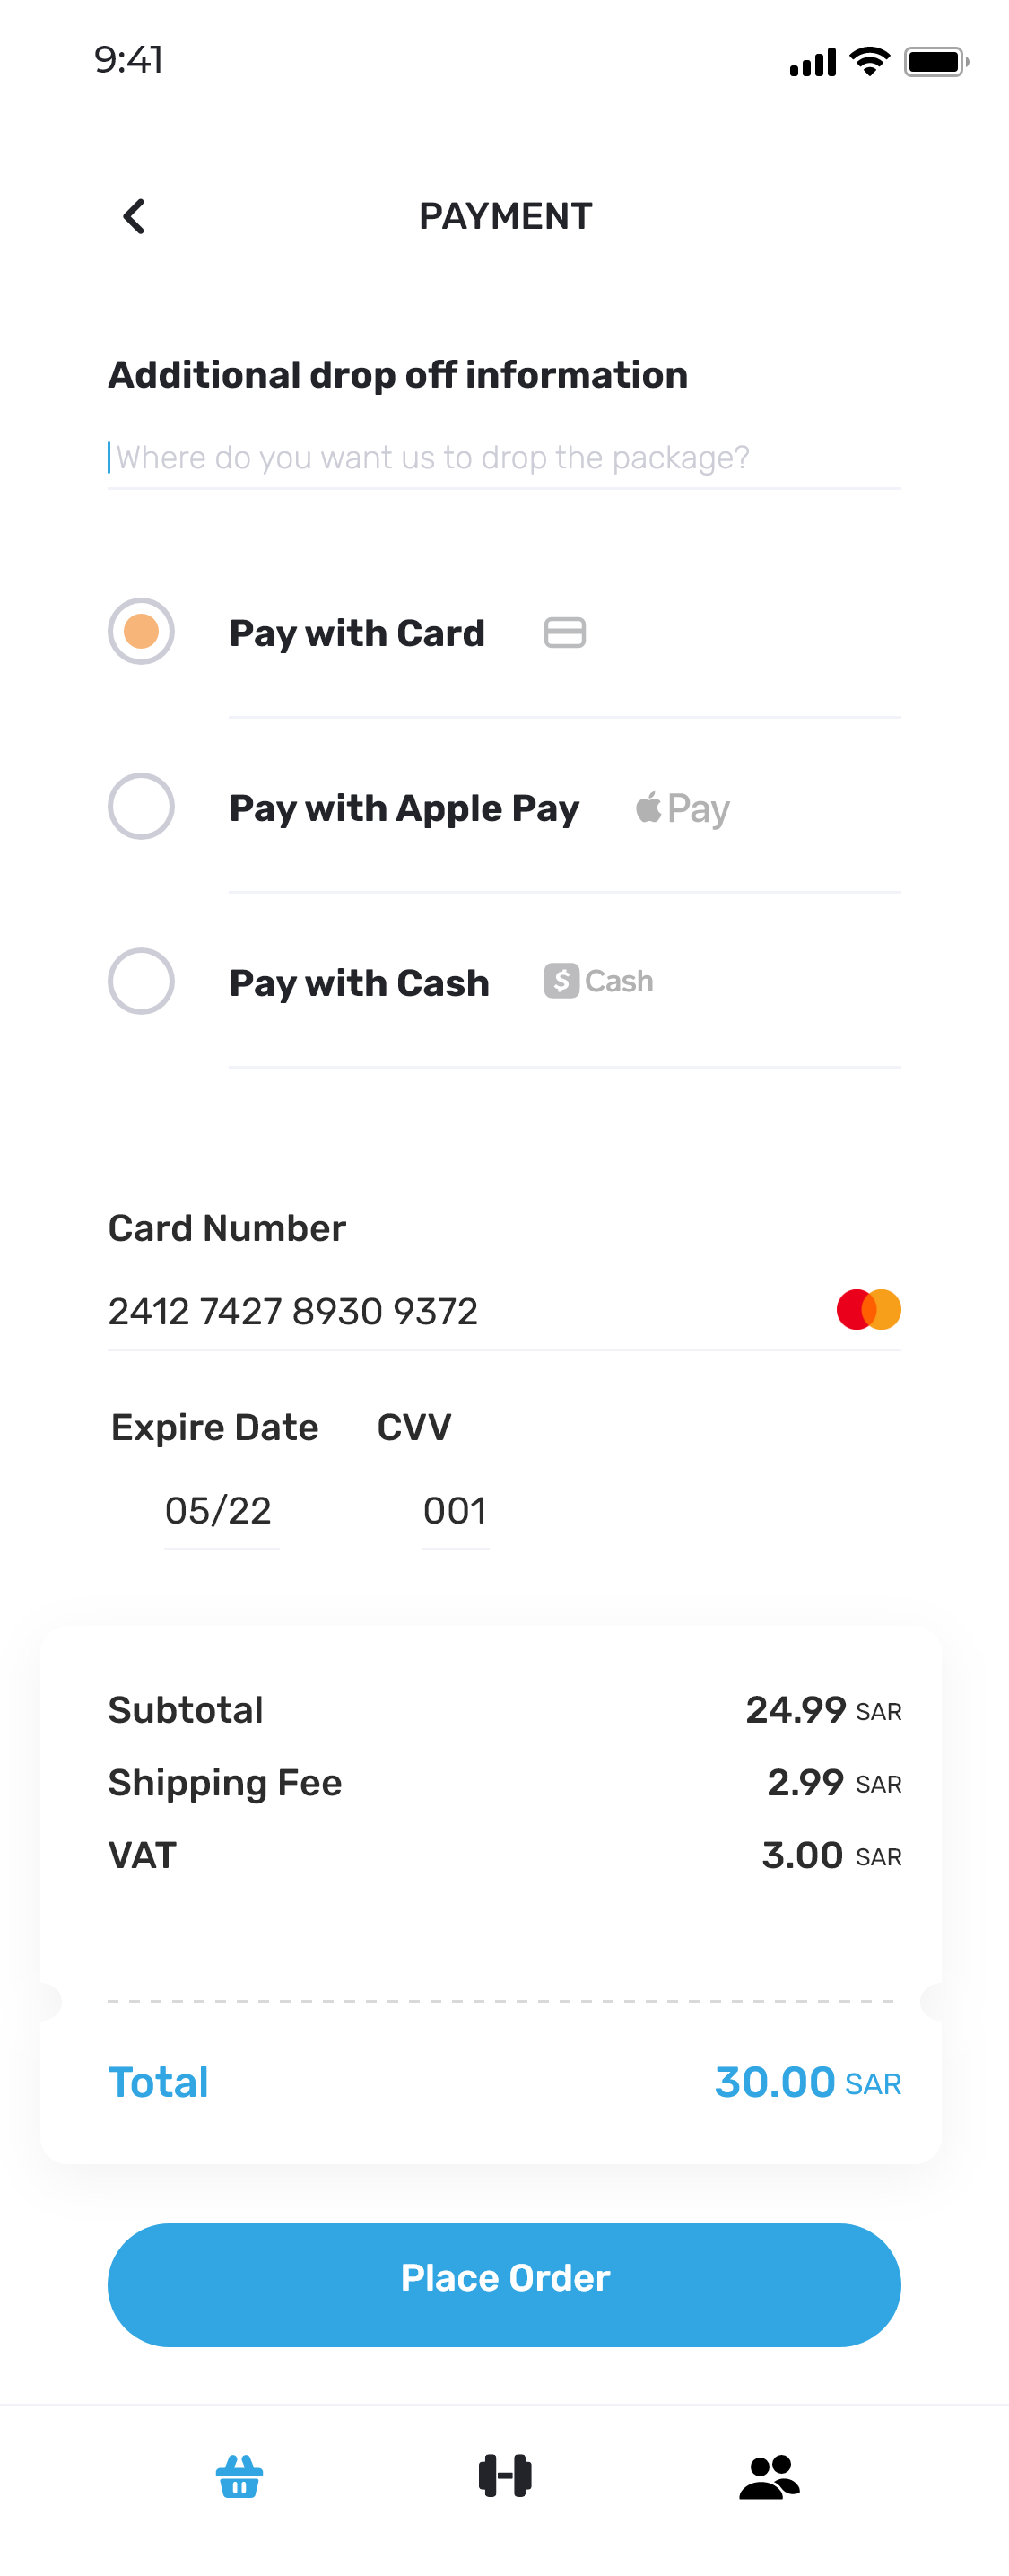 9:41
PAYMENT
Additional drop off information
Where do you want us to drop the package?
Pay with Card
Pay with Apple Pay Pay
Pay with Cash $ Cash
Card Number
2412 7427 8930 9372
Expire Date CVV
05/22 001
Subtotal 24.99 SAR
Shipping Fee 2.99 SAR
VAT 3.00 SAR
Total 30.00 SAR
Place Order